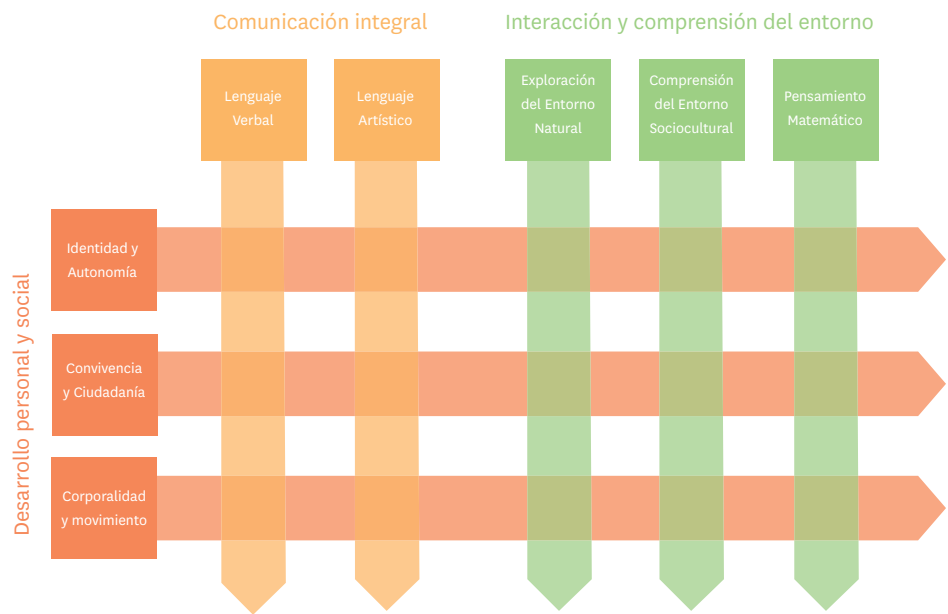 Comunicación integral
Interacción y comprensión del entorno
Lenguaje
Verbal
Lenguaje
Artístico
Exploración
del Entorno
Natural
Comprensión
del Entorno
Sociocultural
Pensamiento
Matemático
Desarrollo personal y social
Identidad y
Autonomía
Convivencia
y Ciudadanía
Corporalidad
y movimiento